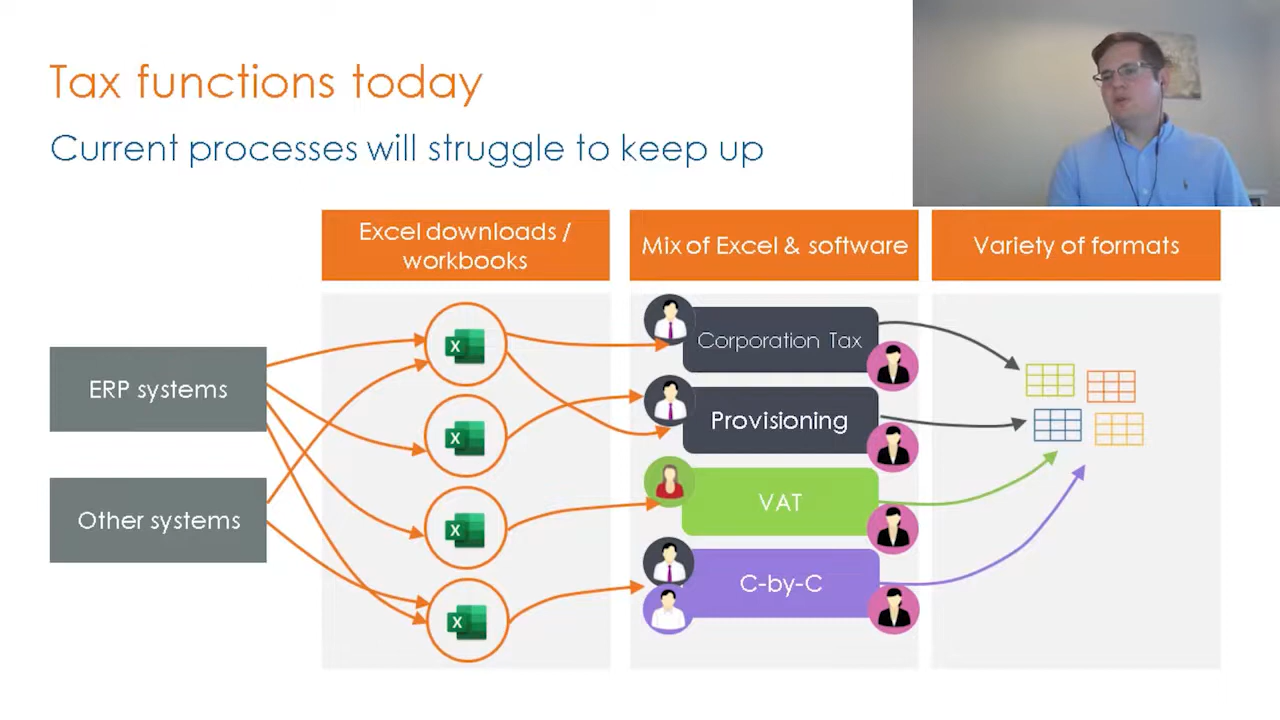 Tax functions today
Current processes will struggle to keep up
Excel downloads /
workbooks
Mix of Excel & software
Variety of formats
ERP systems
Other systems
X
X
X
X
Corporation Tax
Provisioning
VAT
C-by-C